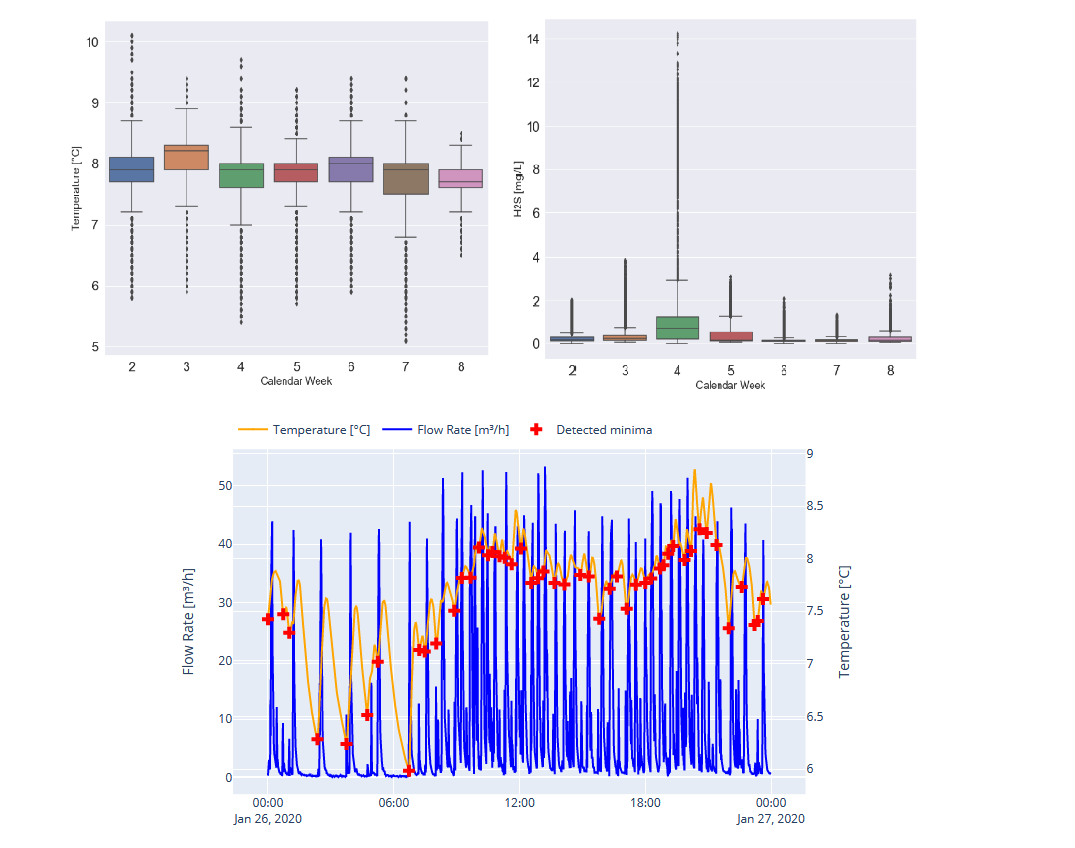 10
9
8
7
6
5
Temperature [°C]
2 3 4 5 6 7 8
Calendar Week
14
12
10
8
6
4
2
0
H2S [mg/L]
2 3 4 5 6 7 8
Calendar Week
Temperature [°C] Flow Rate [m³/h] Detected minima
50
40
30
20
10
0
Flow Rate [m³/h]
9
8.5
8
7.5
7
6.5
6
Temperature [°C]
00:00 06:00 12:00 18:00 00:00
Jan 26, 2020 Jan 27, 2020